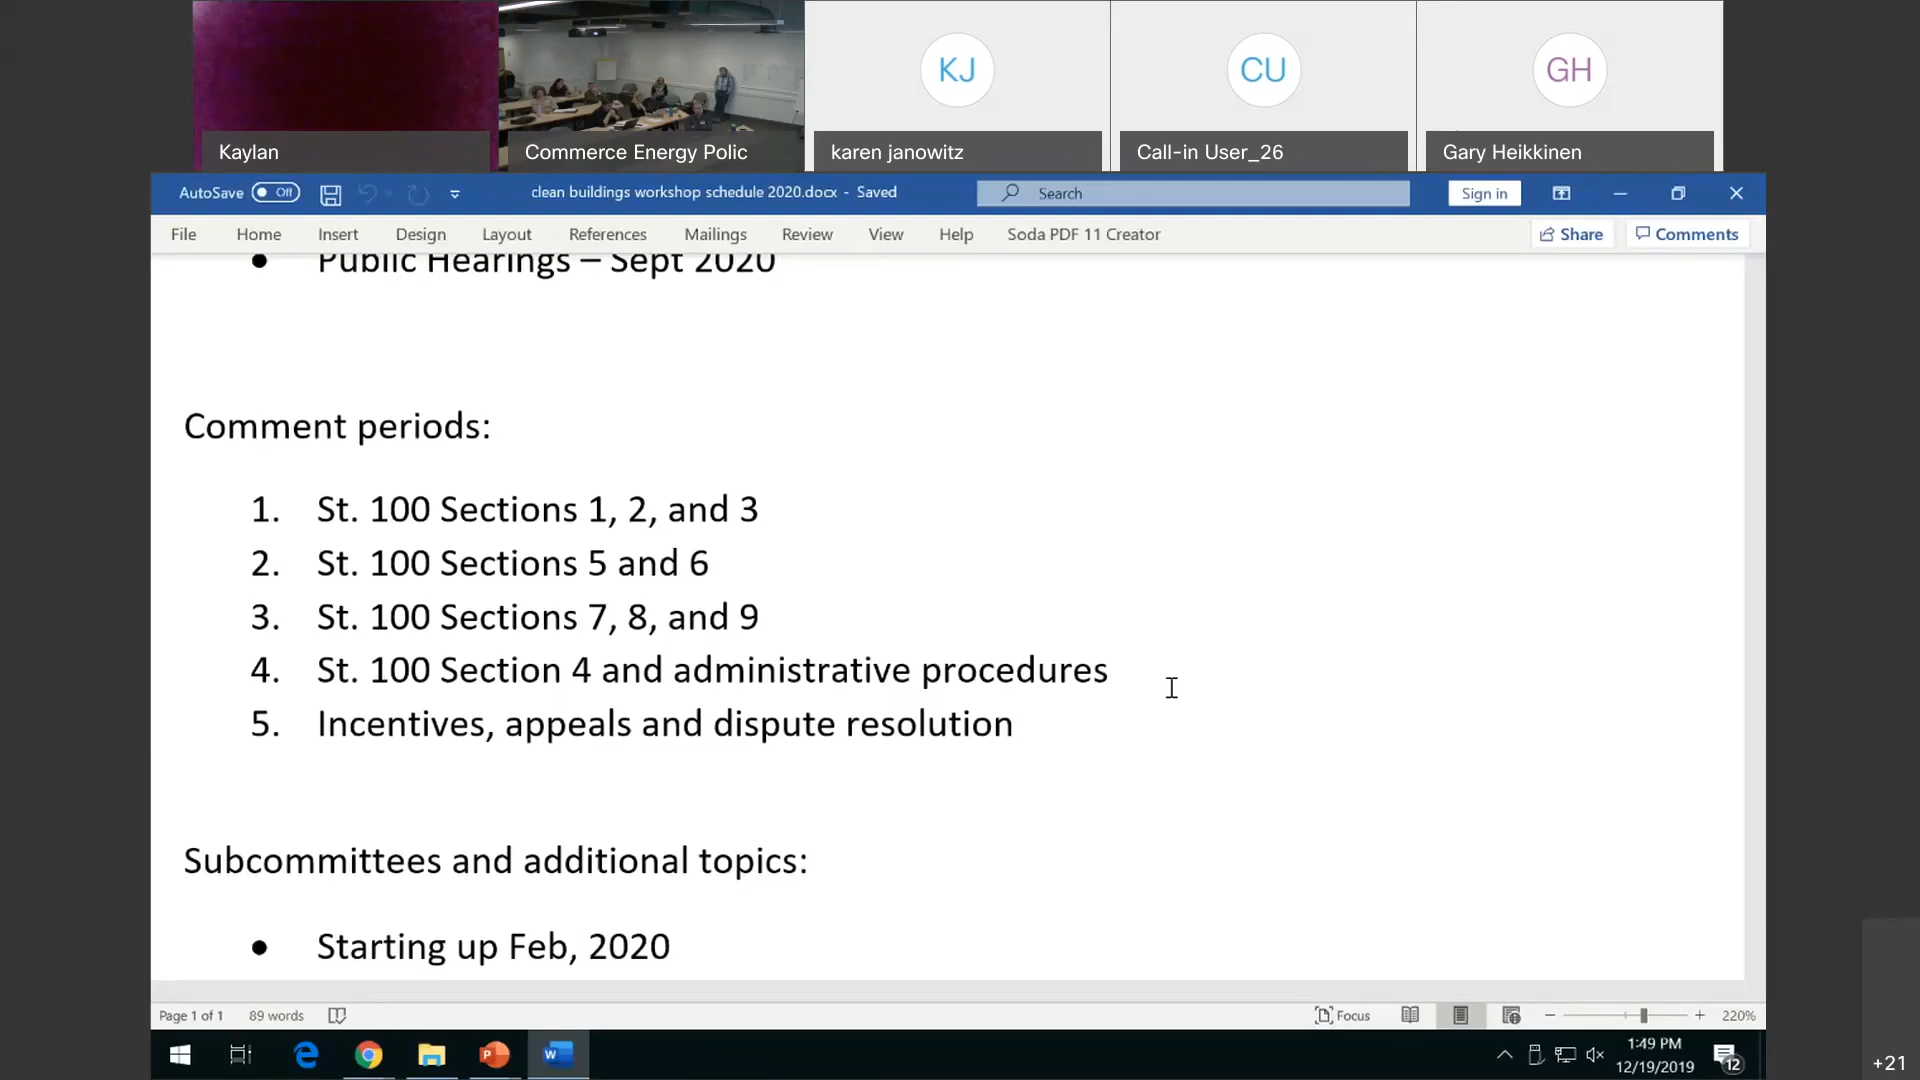 KJ
CU
GH
Kaylan
Commerce Energy Polic
karen janowitz
Call-in User_26
Gary Heikkinen
AutoSave Off
clean buildings workshop schedule 2020.docx - Saved
Search
Sign in
File Home Insert Design Layout References Mailings Review View Help Soda PDF 11 Creator Share Comments
• Public Hearings – Sept 2020
Comment periods:
1. St. 100 Sections 1, 2, and 3
2. St. 100 Sections 5 and 6
3. St. 100 Sections 7, 8, and 9
4. St. 100 Section 4 and administrative procedures
5. Incentives, appeals and dispute resolution
Subcommittees and additional topics:
• Starting up Feb, 2020
Page 1 of 1 89 words Focus 220%
1:49 PM
12/19/2019
12
+21